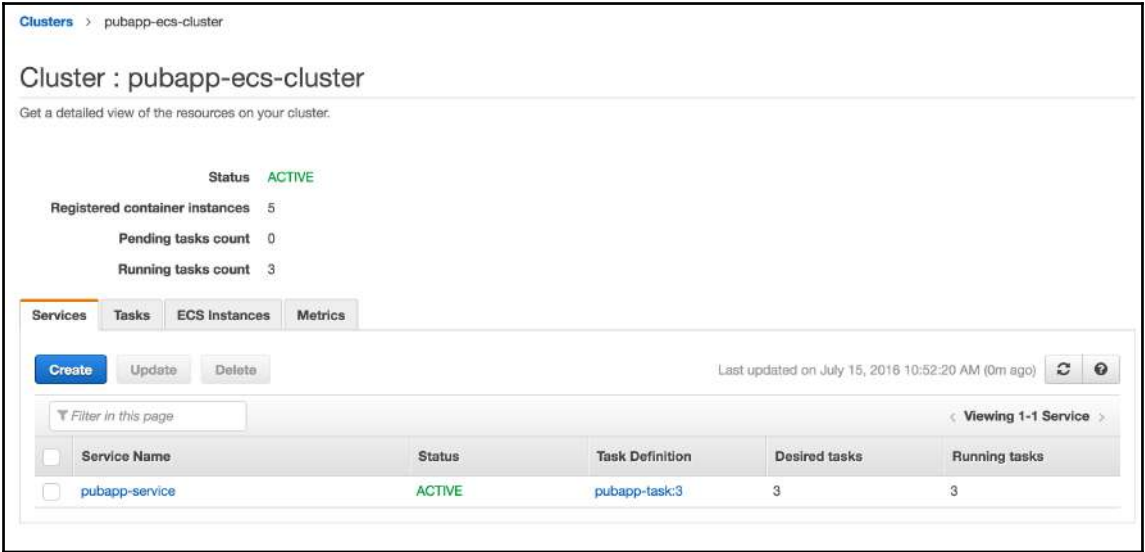 Clusters > pubapp-ecs-cluster
Cluster : pubapp-ecs-cluster
Get a detailed view of the resources on your cluster.
Status ACTIVE
Registered container instances 5
Pending tasks count 0
Running tasks count 3
Services Tasks ECS Instances Metrics
Create Update Delete Last updated on July 15, 2016 10:52:20 AM (0m ago)
Filter in this page < Viewing 1-1 Service >
Service Name Status Task Definition Desired tasks Running tasks
pubapp-service ACTIVE pubapp-task:3 3 3